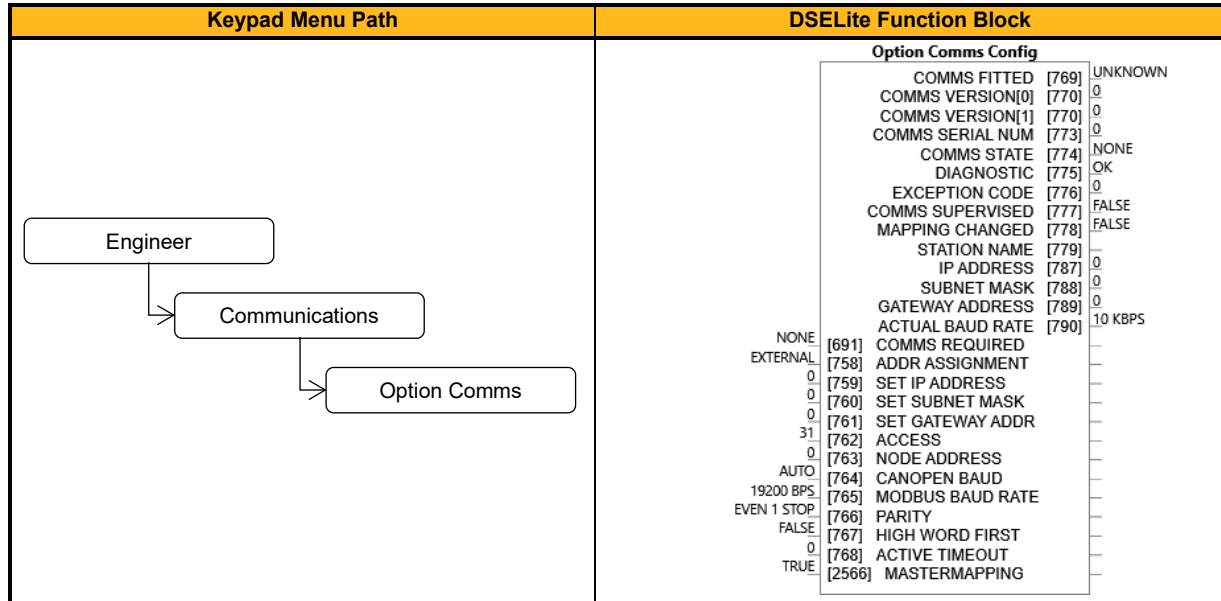 Keypad Menu Path
DSELite Function Block
Engineer
Communications
Option Comms
Option Comms Config
COMMS FITTED [769] UNKNOWN
COMMS VERSION[0] [770] 0
COMMS VERSION[1] [770] 0
COMMS SERIAL NUM [773] 0
COMMS STATE [774] NONE
DIAGNOSTIC [775] OK
EXCEPTION CODE [776] 0
COMMS SUPERVISED [777] FALSE
MAPPING CHANGED [778] FALSE
STATION NAME [779]
IP ADDRESS [787] 0
SUBNET MASK [788] 0
GATEWAY ADDRESS [789] 0
ACTUAL BAUD RATE [790] 10 KBPS
NONE [691] COMMS REQUIRED
EXTERNAL [758] ADDR ASSIGNMENT
0 [759] SET IP ADDRESS
0 [760] SET SUBNET MASK
0 [761] SET GATEWAY ADDR
31 [762] ACCESS
0 [763] NODE ADDRESS
AUTO [764] CANOPEN BAUD
19200 BPS [765] MODBUS BAUD RATE
EVEN 1 STOP [766] PARITY
FALSE [767] HIGH WORD FIRST
0 [768] ACTIVE TIMEOUT
TRUE [2566] MASTERMAPPING